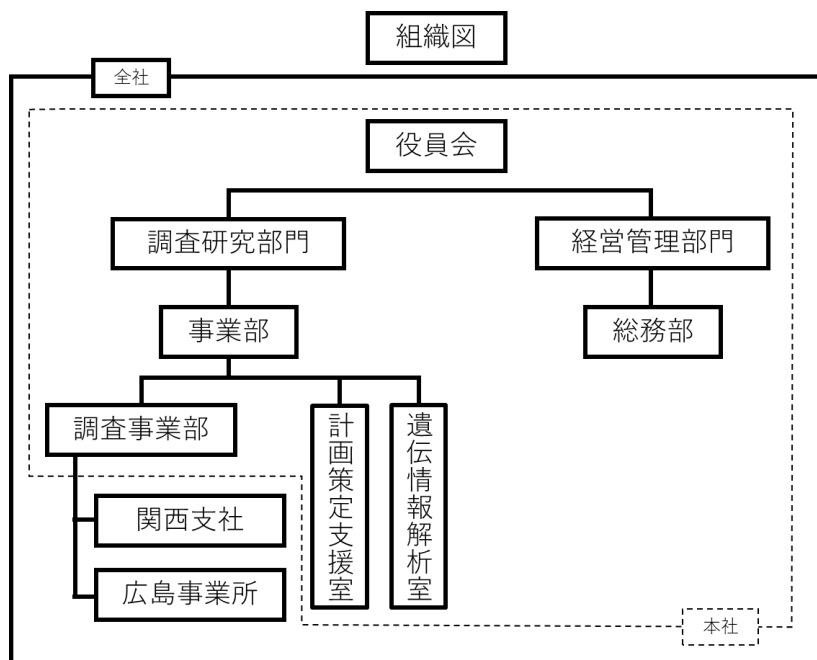 組織図
全社
役員会
調査研究部門
経営管理部門
事業部
総務部
調査事業部
計画策定支援室
遺伝情報解析室
関西支社
広島事業所
本社